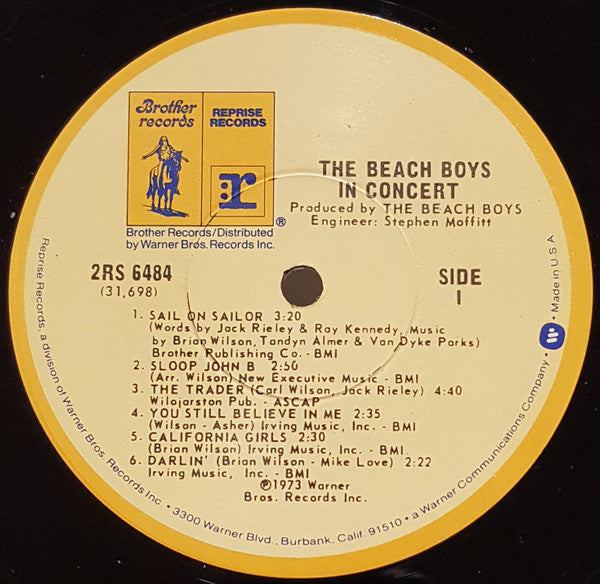 Brother
records
REPRISE
RECORDS
:r
®
Brother Records/Distributed
by Warner Bros. Records Inc.
THE BEACH BOYS
IN CONCERT
Produced by THE BEACH BOYS
Engineer: Stephen Moffitt
2RS 6484
(31,698)
SIDE
1
1. SAIL ON SAILOR 3:20
(Words by Jack Rieley & Ray Kennedy, Music
by Brian Wilson, Tandyn Almer & Van Dyke Parks)
Brother Publishing Co. - BMI
2. SLOOP JOHN B 2:50
(Arr. Wilson) New Executive Music - BMI
3. THE TRADER (Carl Wilson, Jack Rieley) 4:40
Wilojarston Pub. - ASCAP
4. YOU STILL BELIEVE IN ME 2:35
(Wilson - Asher) Irving Music, Inc. - BMI
5. CALIFORNIA GIRLS 2:30
(Brian Wilson) Irving Music, Inc. - BMI
6. DARLIN' (Brian Wilson - Mike Love) 2:22
Irving Music, Inc. - BMI
℗1973 Warner
Bros. Records Inc.
Reprise Records, a division of Warner Bros. Records Inc. • 3300 Warner Blvd., Burbank, Calif. 91510 • a Warner Communications Company • W • Made in U S A